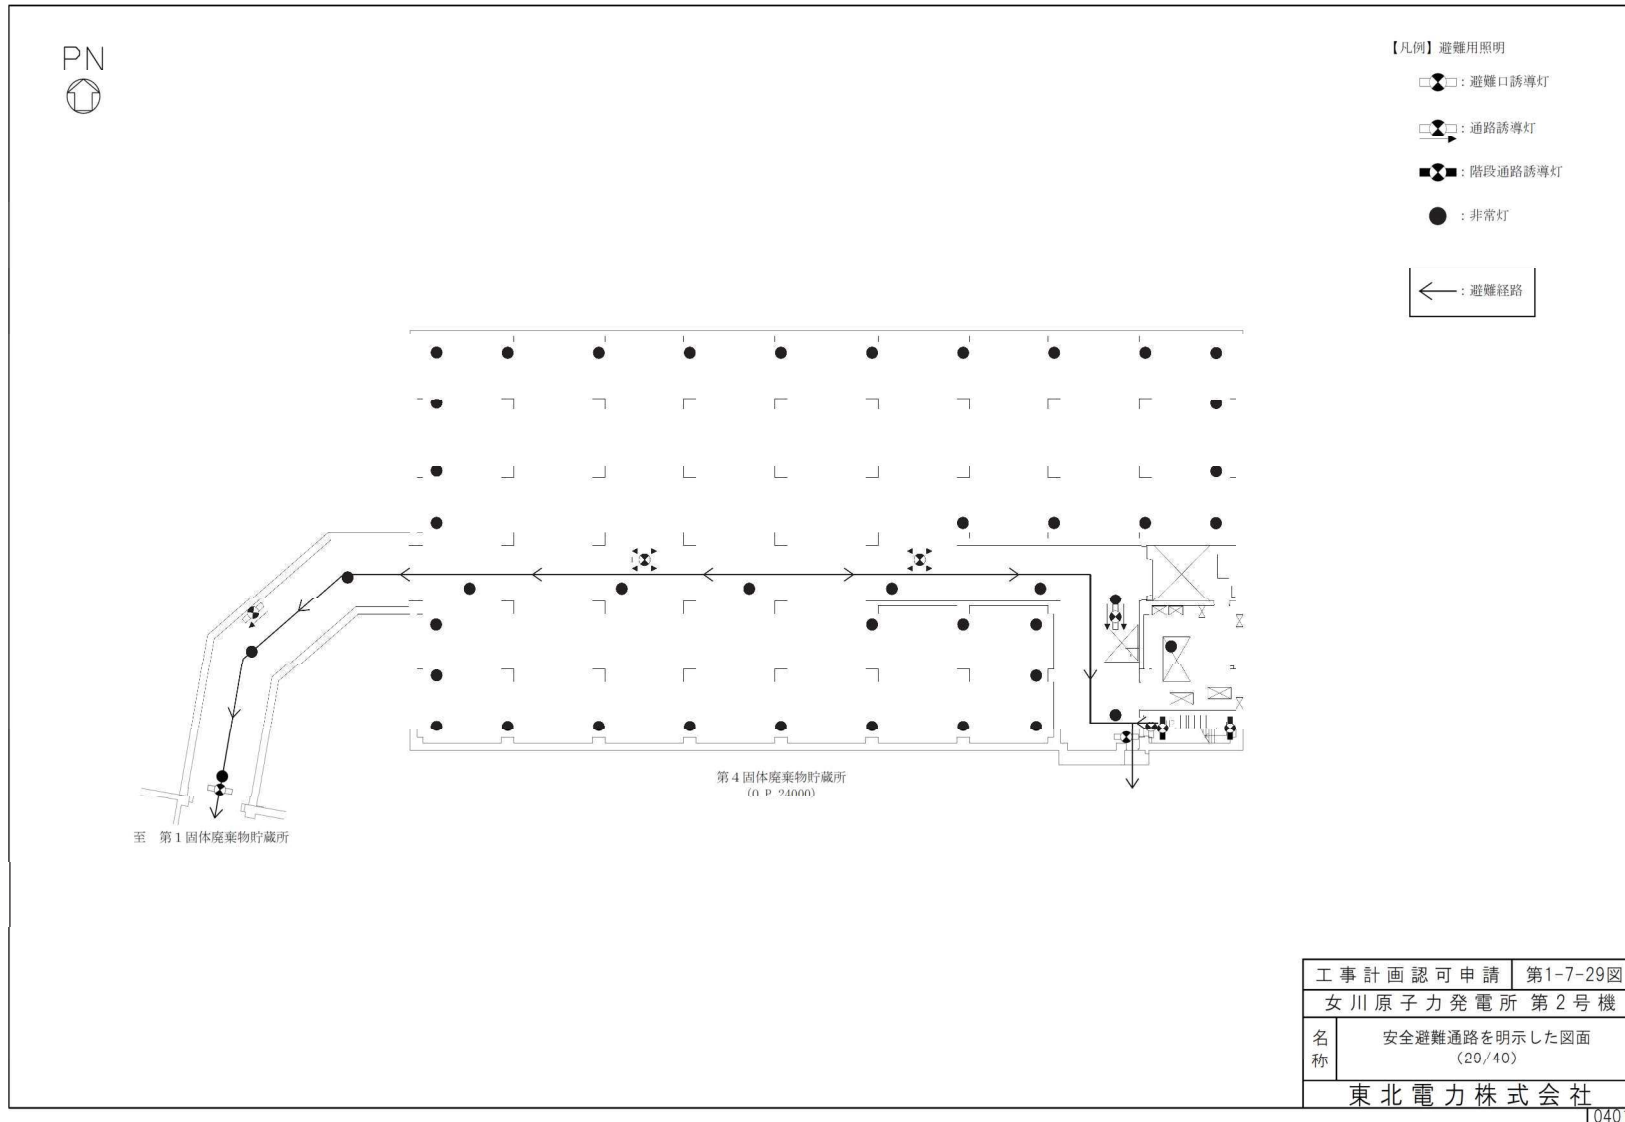 PN
【凡例】避難用照明
：避難口誘導灯
：通路誘導灯
：階段通路誘導灯
：非常灯
：避難経路
第4固体廃棄物貯蔵所
(O.P.24000)
至 第1固体廃棄物貯蔵所
工事計画認可申請 第1-7-29図
女川原子力発電所 第2号機
名称 安全避難通路を明示した図面
(20/40)
東北電力株式会社